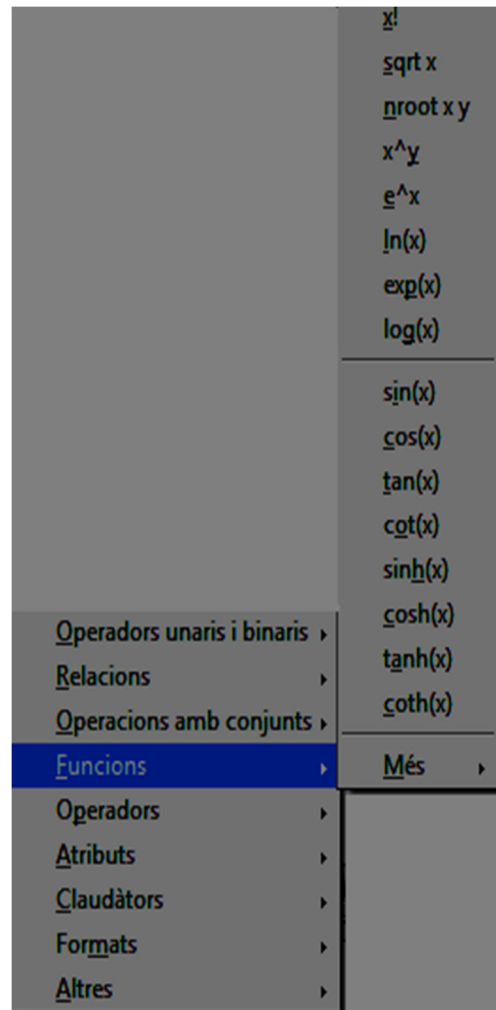 x!
sqrt x
nroot x y
x^y
e^x
ln(x)
exp(x)
log(x)
sin(x)
cos(x)
tan(x)
cot(x)
sinh(x)
cosh(x)
tanh(x)
coth(x)
Més
Operadors unaris i binaris
Relacions
Operacions amb conjunts
Funcions
Operadors
Atributs
Claudàtors
Formats
Altres